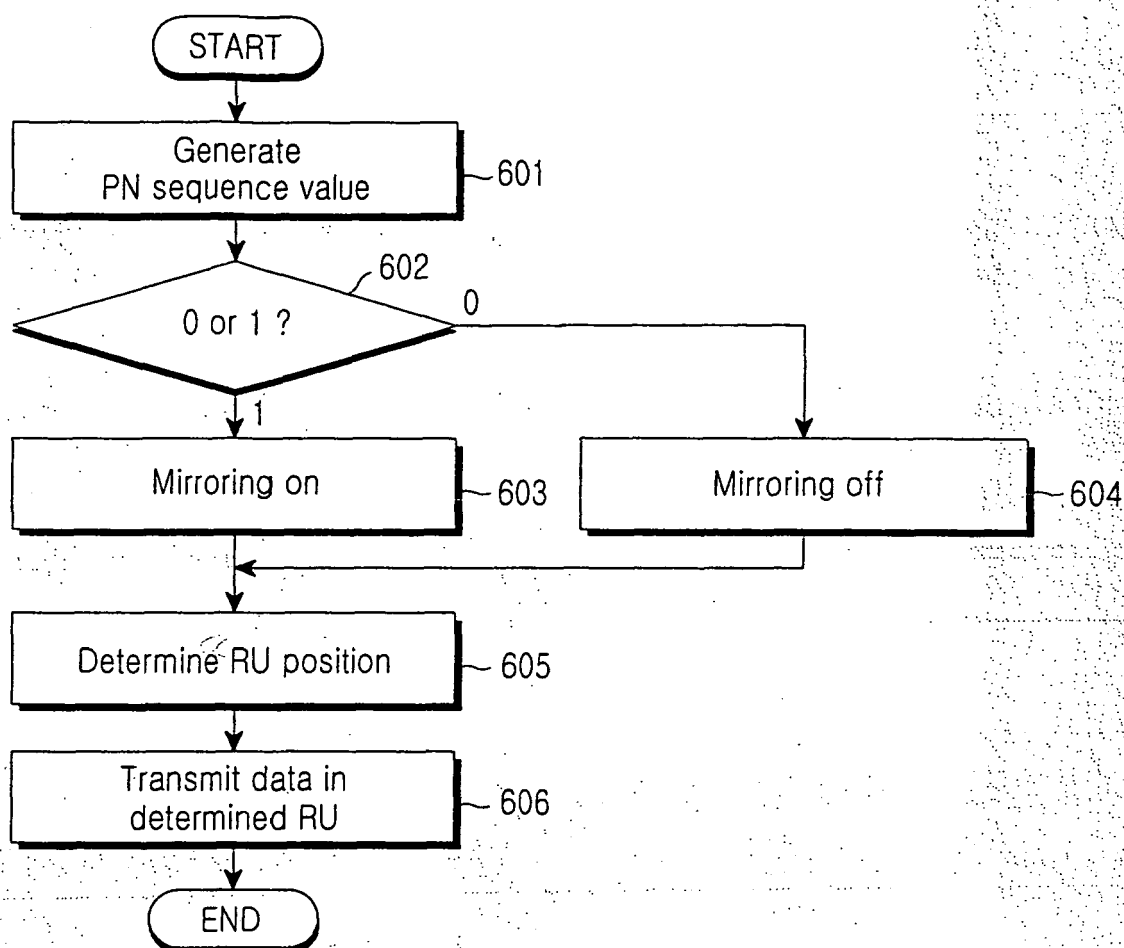 START
Generate
PN sequence value
601
602
0 or 1 ?
0
1
Mirroring on
603
Mirroring off
604
Determine RU position
605
Transmit data in
determined RU
606
END